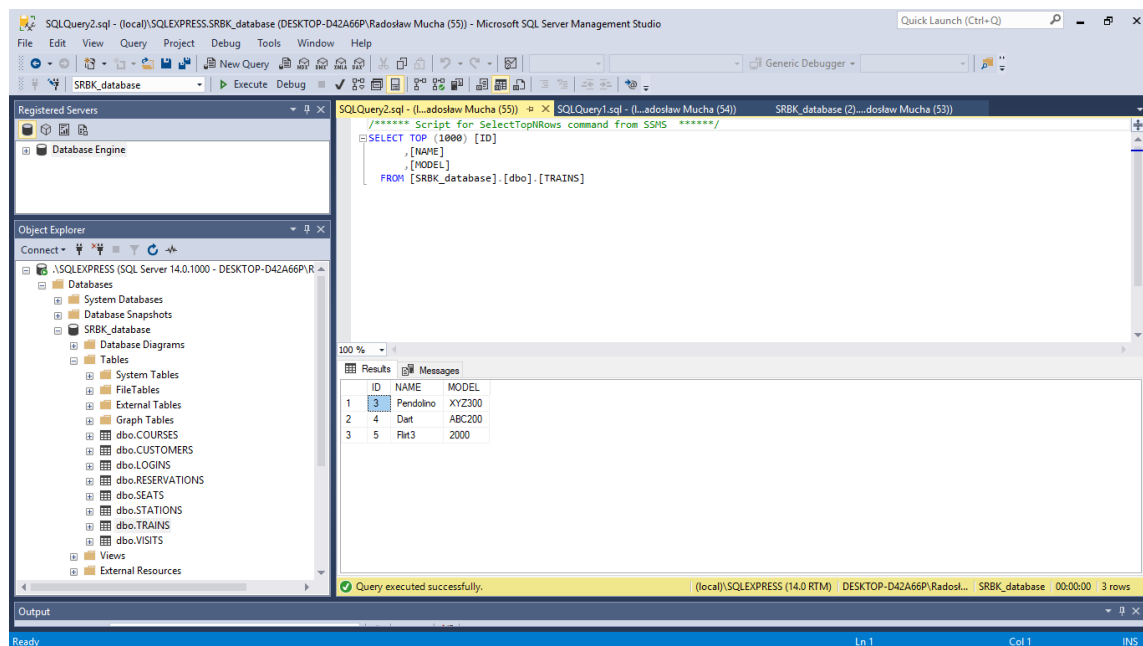 SQLQuery2.sql - (local)\SQLEXPRESS.SRBK_database (DESKTOP-D42A66P\Radosław Mucha (55)) - Microsoft SQL Server Management Studio
Quick Launch (Ctrl+Q)
File Edit View Query Project Debug Tools Window Help
New Query
Generic Debugger
SRBK_database
Execute Debug
Registered Servers
Database Engine
Object Explorer
Connect
.\SQLEXPRESS (SQL Server 14.0.1000 - DESKTOP-D42A66P\R
Databases
System Databases
Database Snapshots
SRBK_database
Database Diagrams
Tables
System Tables
FileTables
External Tables
Graph Tables
dbo.COURSES
dbo.CUSTOMERS
dbo.LOGINS
dbo.RESERVATIONS
dbo.SEATS
dbo.STATIONS
dbo.TRAINS
dbo.VISITS
Views
External Resources
SQLQuery2.sql - (l...adosław Mucha (55)) SQLQuery1.sql - (l...adosław Mucha (54)) SRBK_database (2)....dosław Mucha (53))
/****** Script for SelectTopNRows command from SSMS ******/
SELECT TOP (1000) [ID]
,[NAME]
,[MODEL]
FROM [SRBK_database].[dbo].[TRAINS]
100 %
Results Messages
ID NAME MODEL
1 3 Pendolino XYZ300
2 4 Dart ABC200
3 5 Flirt3 2000
Query executed successfully. (local)\SQLEXPRESS (14.0 RTM) DESKTOP-D42A66P\Radosł... SRBK_database 00:00:00 3 rows
Output
Ready Ln 1 Col 1 INS